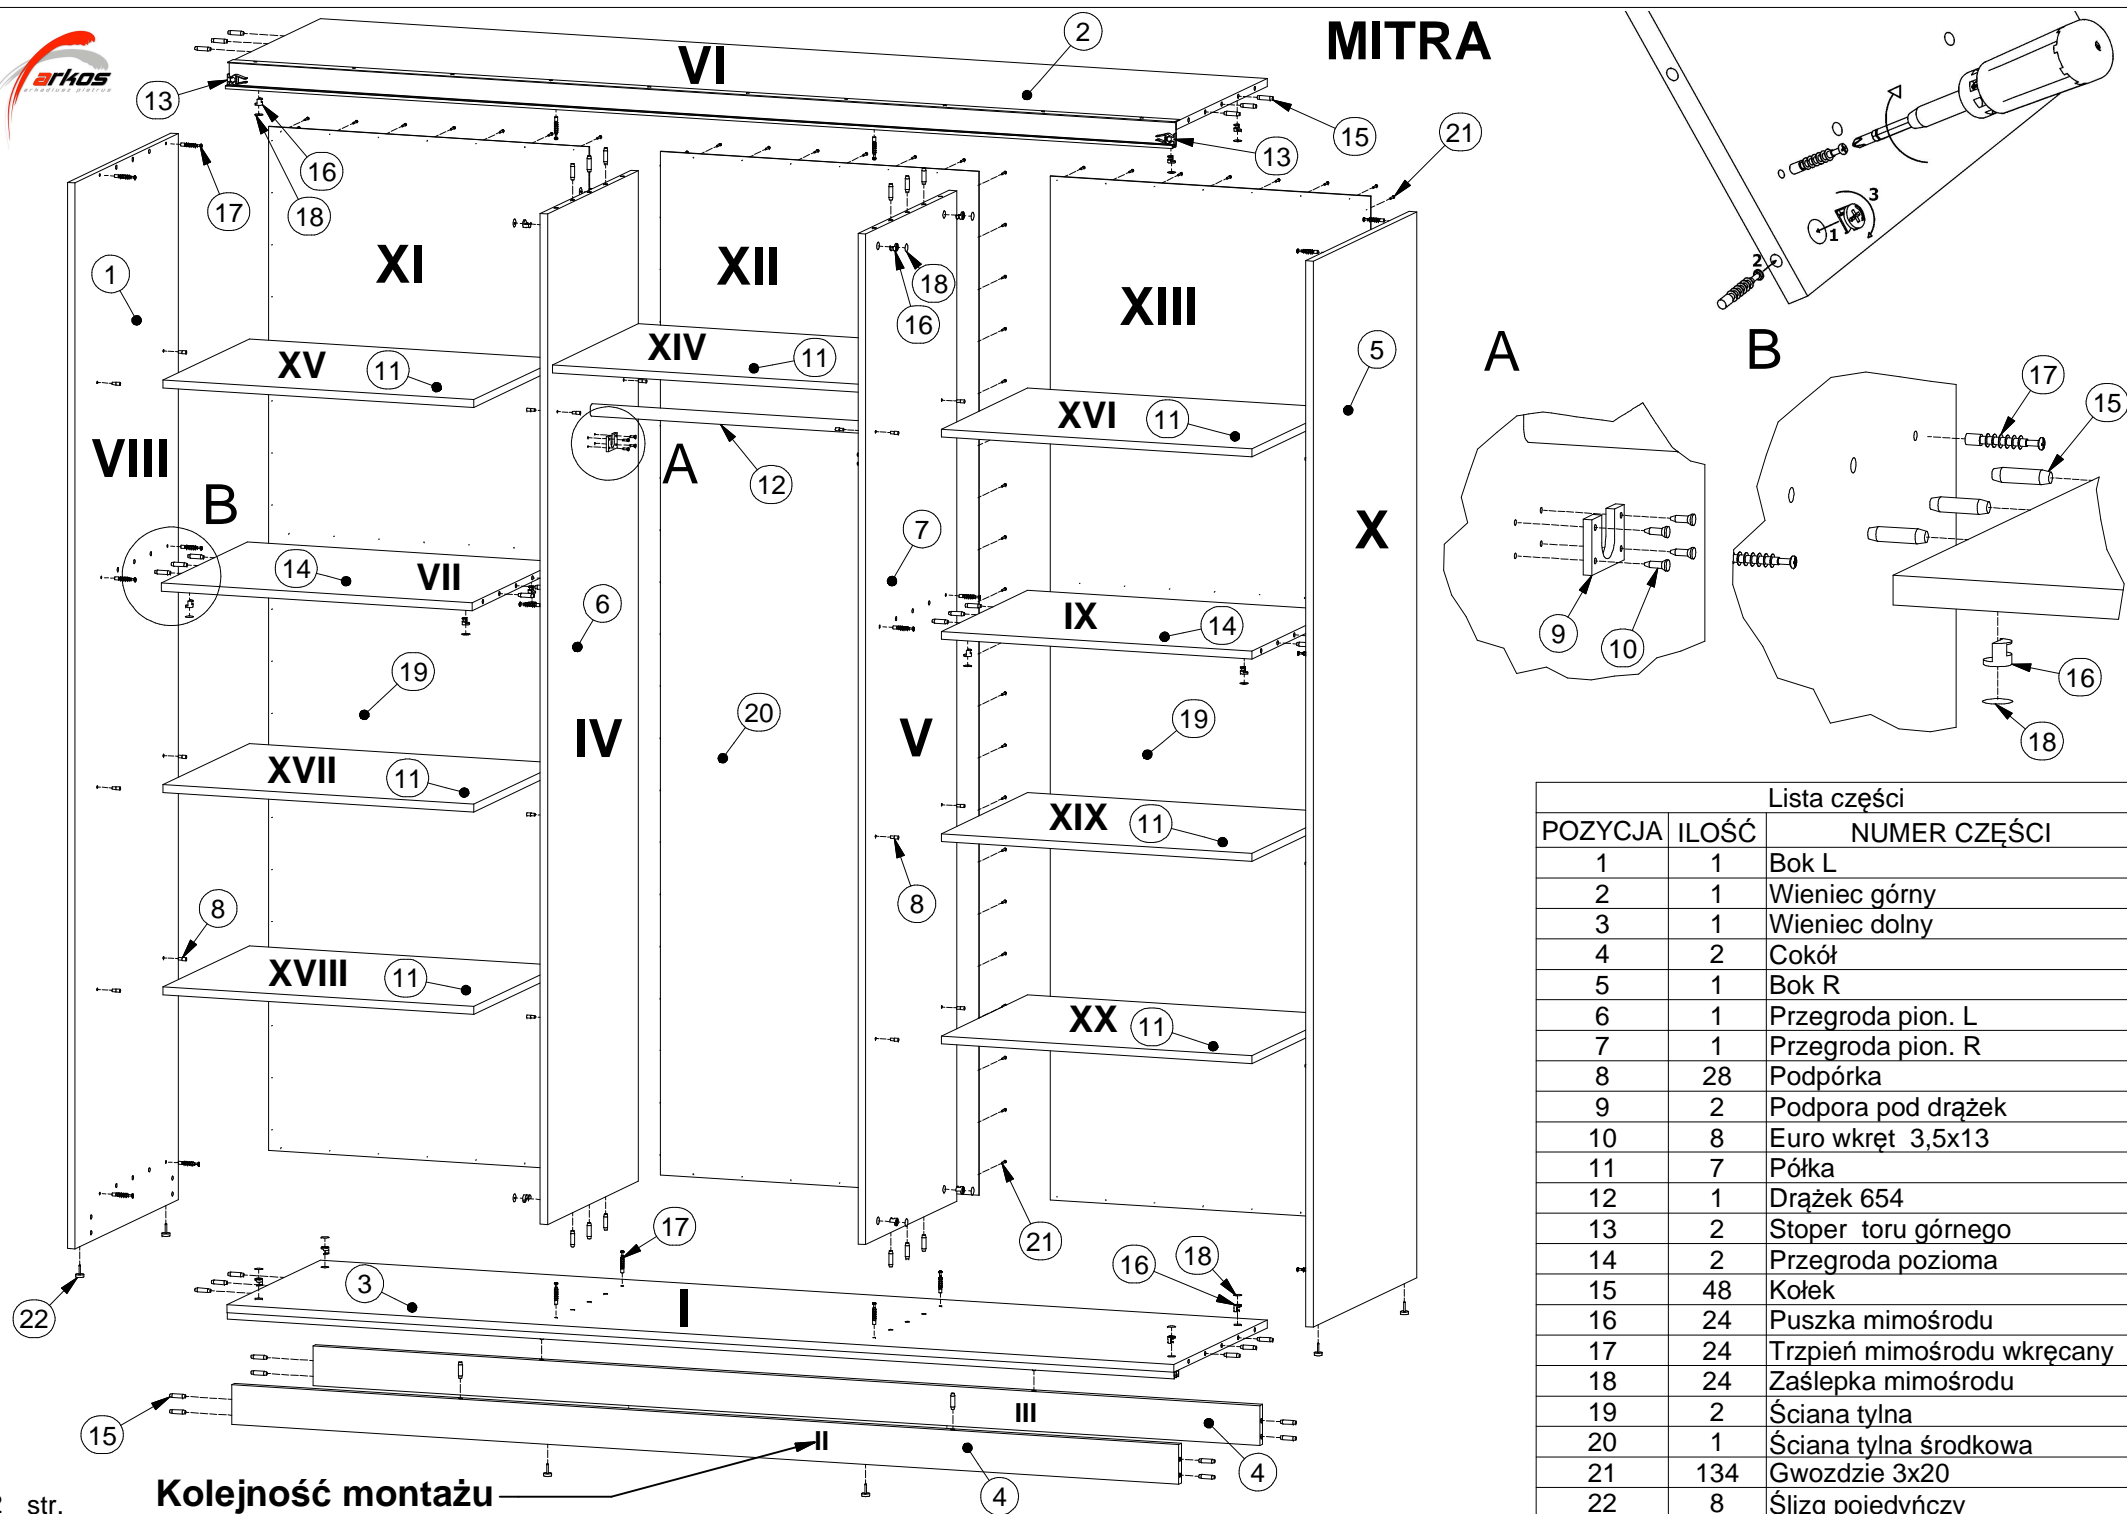 arkos
MITRA
VI
2
13
16
18
17
15
13
21
3
1
2
1
XI
XII
XIII
18
16
5
A
B
XV
11
XIV
11
XVI
11
17
15
VIII
B
A
12
7
X
14
VII
6
IX
14
9
10
16
18
19
20
IV
V
19
XVII
11
XIX
11
8
8
XVIII
11
XX
11
17
21
18
16
22
3
I
15
III
II
4
4
Kolejność montażu
str.
Lista części
POZYCJA ILOŚĆ NUMER CZĘŚCI
1 1 Bok L
2 1 Wieniec górny
3 1 Wieniec dolny
4 2 Cokół
5 1 Bok R
6 1 Przegroda pion. L
7 1 Przegroda pion. R
8 28 Podpórka
9 2 Podpora pod drążek
10 8 Euro wkręt 3,5x13
11 7 Półka
12 1 Drążek 654
13 2 Stoper toru górnego
14 2 Przegroda pozioma
15 48 Kołek
16 24 Puszka mimośrodu
17 24 Trzpień mimośrodu wkręcany
18 24 Zaślepka mimośrodu
19 2 Ściana tylna
20 1 Ściana tylna środkowa
21 134 Gwozdzie 3x20
22 8 Ślizg pojedyńczy